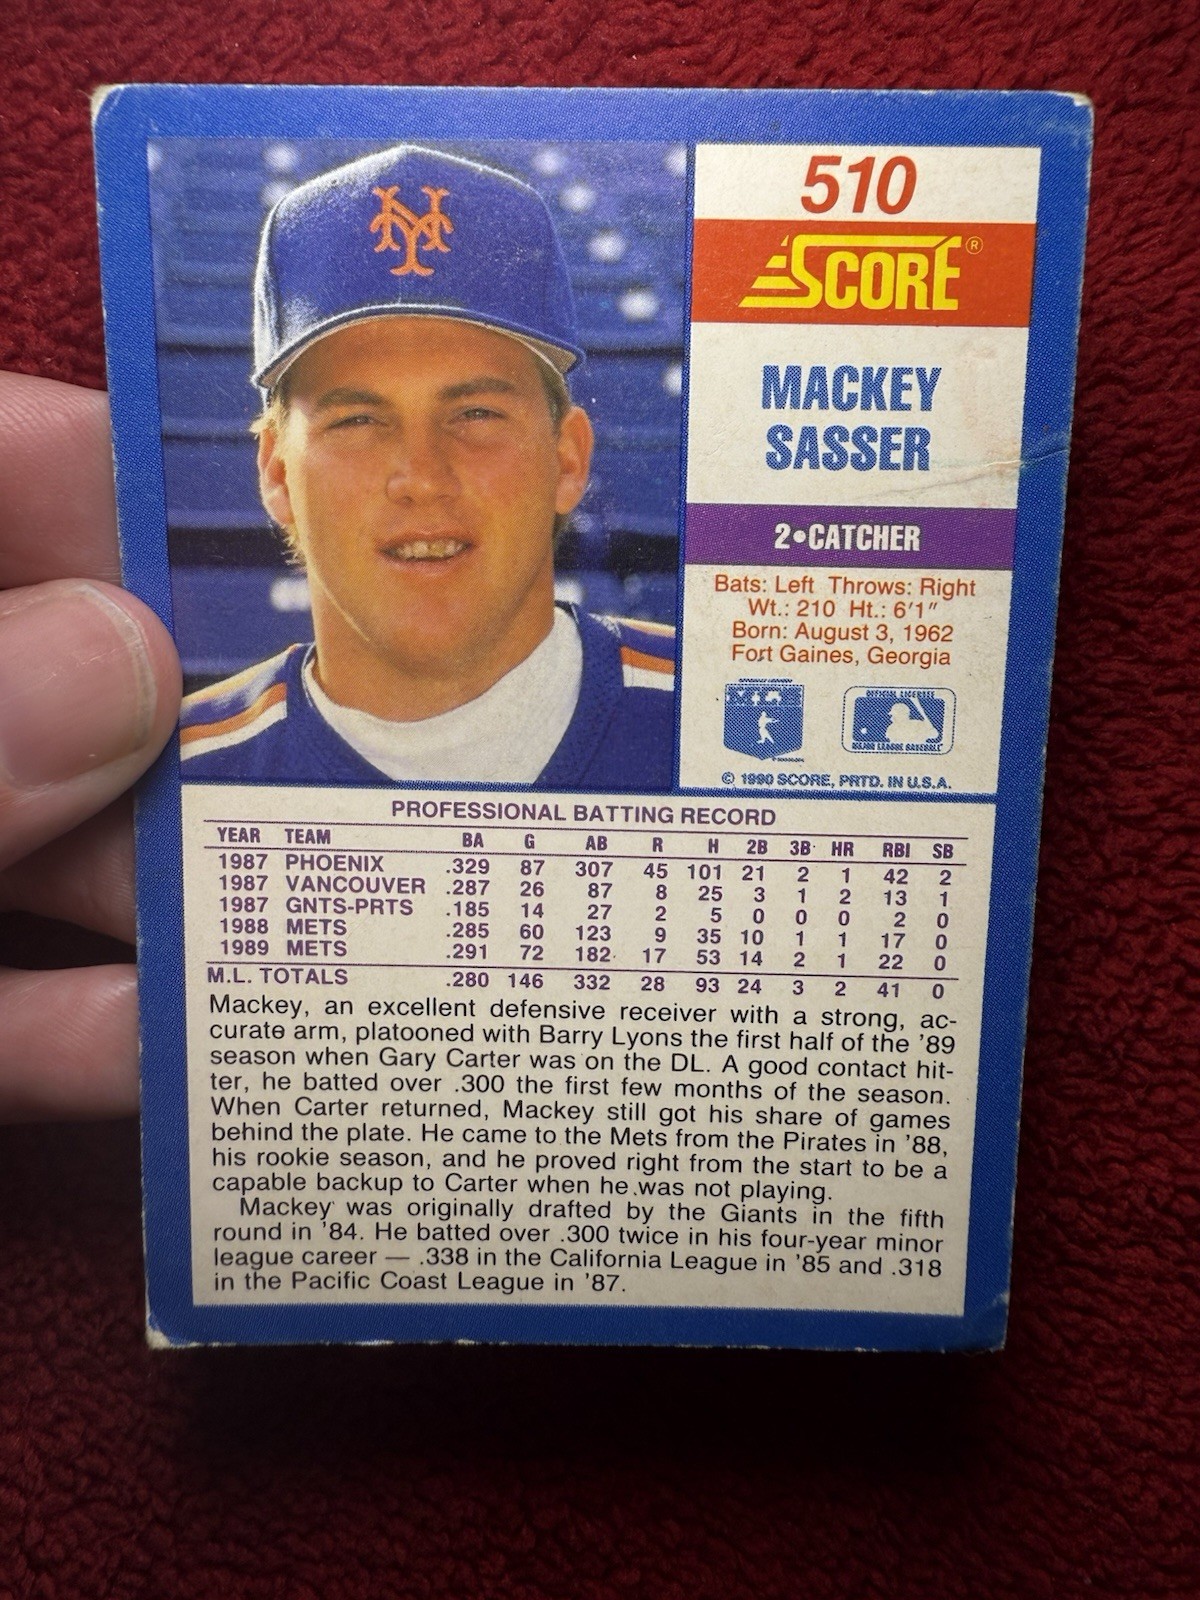 NY
510
SCORE®
MACKEY
SASSER
2•CATCHER
Bats: Left Throws: Right
Wt.: 210 Ht.: 6'1"
Born: August 3, 1962
Fort Gaines, Georgia
MLB
OFFICIAL LICENSEE
MAJOR LEAGUE BASEBALL
© 1990 SCORE, PRTD. IN U.S.A.
PROFESSIONAL BATTING RECORD
YEAR TEAM BA G AB R H 2B 3B HR RBI SB
1987 PHOENIX .329 87 307 45 101 21 2 1 42 2
1987 VANCOUVER .287 26 87 8 25 3 1 2 13 1
1987 GNTS-PRTS .185 14 27 2 5 0 0 0 2 0
1988 METS .285 60 123 9 35 10 1 1 17 0
1989 METS .291 72 182 17 53 14 2 1 22 0
M.L. TOTALS .280 146 332 28 93 24 3 2 41 0
Mackey, an excellent defensive receiver with a strong, ac-
curate arm, platooned with Barry Lyons the first half of the '89
season when Gary Carter was on the DL. A good contact hit-
ter, he batted over .300 the first few months of the season.
When Carter returned, Mackey still got his share of games
behind the plate. He came to the Mets from the Pirates in '88,
his rookie season, and he proved right from the start to be a
capable backup to Carter when he was not playing.
Mackey was originally drafted by the Giants in the fifth
round in '84. He batted over .300 twice in his four-year minor
league career — .338 in the California League in '85 and .318
in the Pacific Coast League in '87.